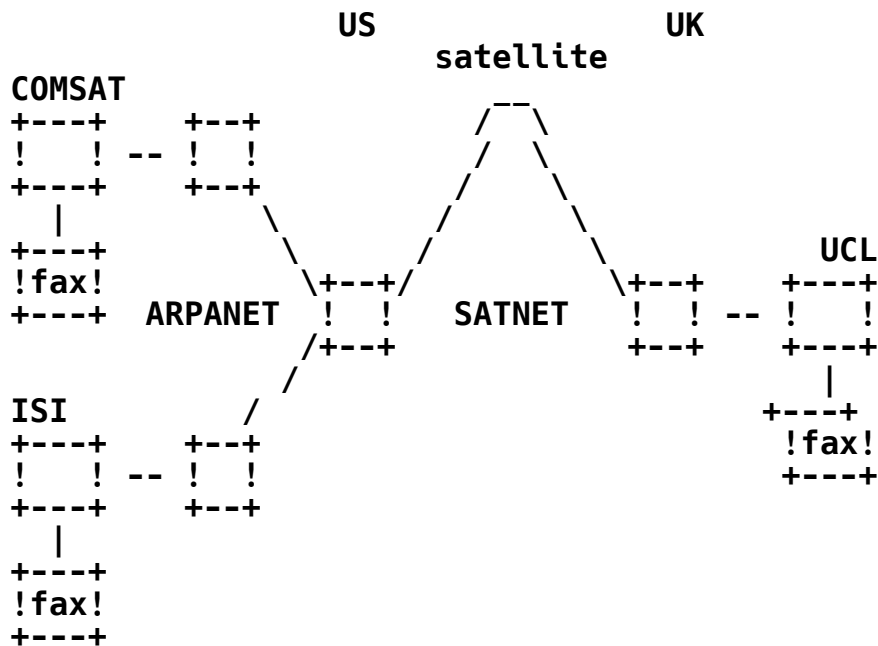 US UK
satellite
COMSAT
UCL
!fax!
ARPANET SATNET
ISI
!fax!
!fax!